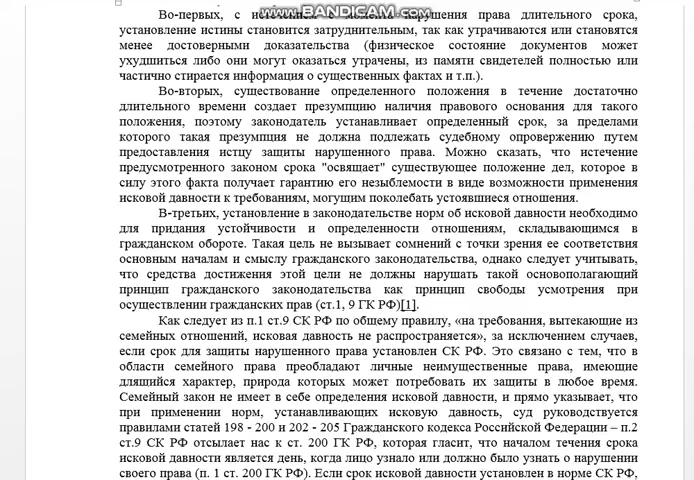 www.BANDICAM.com
Во-первых, с истечением с момента нарушения права длительного срока,
установление истины становится затруднительным, так как утрачиваются или становятся
менее достоверными доказательства (физическое состояние документов может
ухудшиться либо они могут оказаться утрачены, из памяти свидетелей полностью или
частично стирается информация о существенных фактах и т.п.).
Во-вторых, существование определенного положения в течение достаточно
длительного времени создает презумпцию наличия правового основания для такого
положения, поэтому законодатель устанавливает определенный срок, за пределами
которого такая презумпция не должна подлежать судебному опровержению путем
предоставления истцу защиты нарушенного права. Можно сказать, что истечение
предусмотренного законом срока "освящает" существующее положение дел, которое в
силу этого факта получает гарантию его незыблемости в виде возможности применения
исковой давности к требованиям, могущим поколебать устоявшиеся отношения.
В-третьих, установление в законодательстве норм об исковой давности необходимо
для придания устойчивости и определенности отношениям, складывающимся в
гражданском обороте. Такая цель не вызывает сомнений с точки зрения ее соответствия
основным началам и смыслу гражданского законодательства, однако следует учитывать,
что средства достижения этой цели не должны нарушать такой основополагающий
принцип гражданского законодательства как принцип свободы усмотрения при
осуществлении гражданских прав (ст.1, 9 ГК РФ)[1].
Как следует из п.1 ст.9 СК РФ по общему правилу, «на требования, вытекающие из
семейных отношений, исковая давность не распространяется», за исключением случаев,
если срок для защиты нарушенного права установлен СК РФ. Это связано с тем, что в
области семейного права преобладают личные неимущественные права, имеющие
длящийся характер, природа которых может потребовать их защиты в любое время.
Семейный закон не имеет в себе определения исковой давности, и прямо указывает, что
при применении норм, устанавливающих исковую давность, суд руководствуется
правилами статей 198 - 200 и 202 - 205 Гражданского кодекса Российской Федерации – п.2
ст.9 СК РФ отсылает нас к ст. 200 ГК РФ, которая гласит, что началом течения срока
исковой давности является день, когда лицо узнало или должно было узнать о нарушении
своего права (п. 1 ст. 200 ГК РФ). Если срок исковой давности установлен в норме СК РФ,